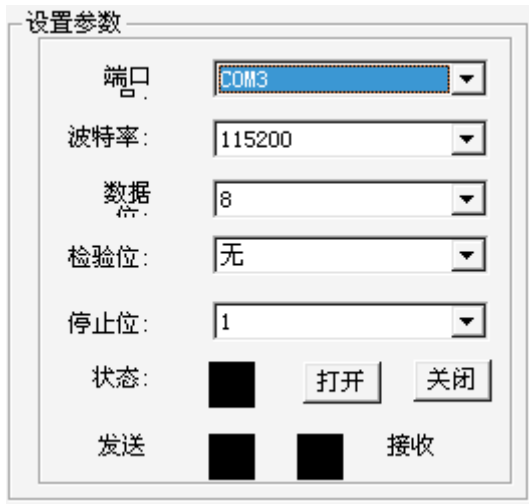 设置参数
端口
COM3
波特率:
115200
数据
位:
8
检验位:
无
停止位:
1
状态:
打开
关闭
发送
接收